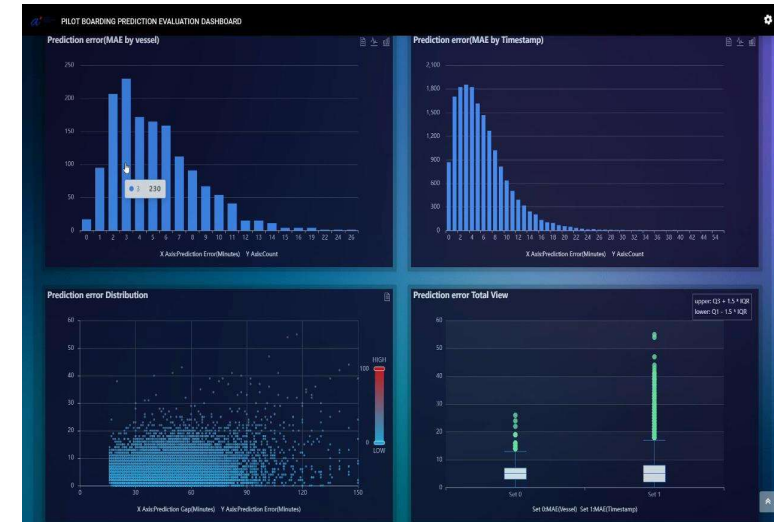 PILOT BOARDING PREDICTION EVALUATION DASHBOARD
Prediction error(MAE by vessel)
250
200
150
100
50
0
3 230
0 1 2 3 4 5 6 7 8 9 10 11 12 13 14 15 16 19 22 24 26
X Axis:Prediction Error(Minutes) Y Axis:Count
Prediction error(MAE by Timestamp)
2,100
1,800
1,500
1,200
900
600
300
0
0 2 4 6 8 10 12 14 16 18 20 22 24 26 28 30 32 34 36 38 40 42 44 54
X Axis:Prediction Error(Minutes) Y Axis:Count
Prediction error Distribution
60
50
40
30
20
10
0
0 30 60 90 120 150
HIGH
100
0
LOW
X Axis:Prediction Gap(Minutes) Y Axis:Prediction Error(Minutes)
Prediction error Total View
upper: Q3 + 1.5 * IQR
lower: Q1 - 1.5 * IQR
60
50
40
30
20
10
0
Set 0 Set 1
Set 0:MAE(Vessel) Set 1:MAE(Timestamp)